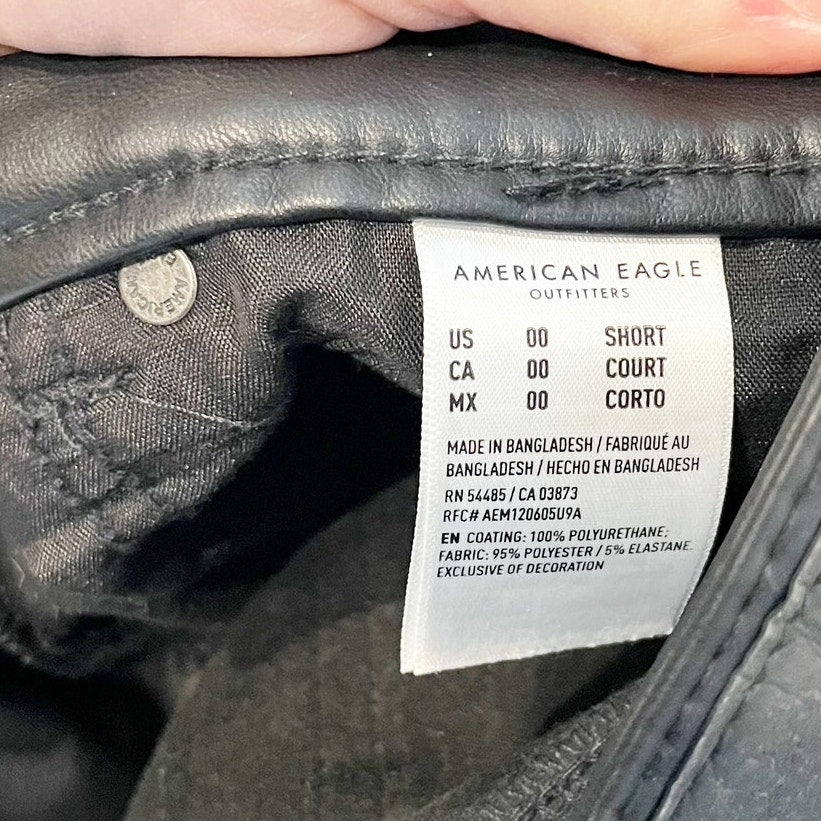 AMERICAN EAGLE
OUTFITTERS
US 00 SHORT
CA 00 COURT
MX 00 CORTO
MADE IN BANGLADESH / FABRIQUÉ AU
BANGLADESH / HECHO EN BANGLADESH
RN 54485 / CA 03873
RFC# AEM120605U9A
EN COATING: 100% POLYURETHANE;
FABRIC: 95% POLYESTER / 5% ELASTANE.
EXCLUSIVE OF DECORATION
AMERICAN